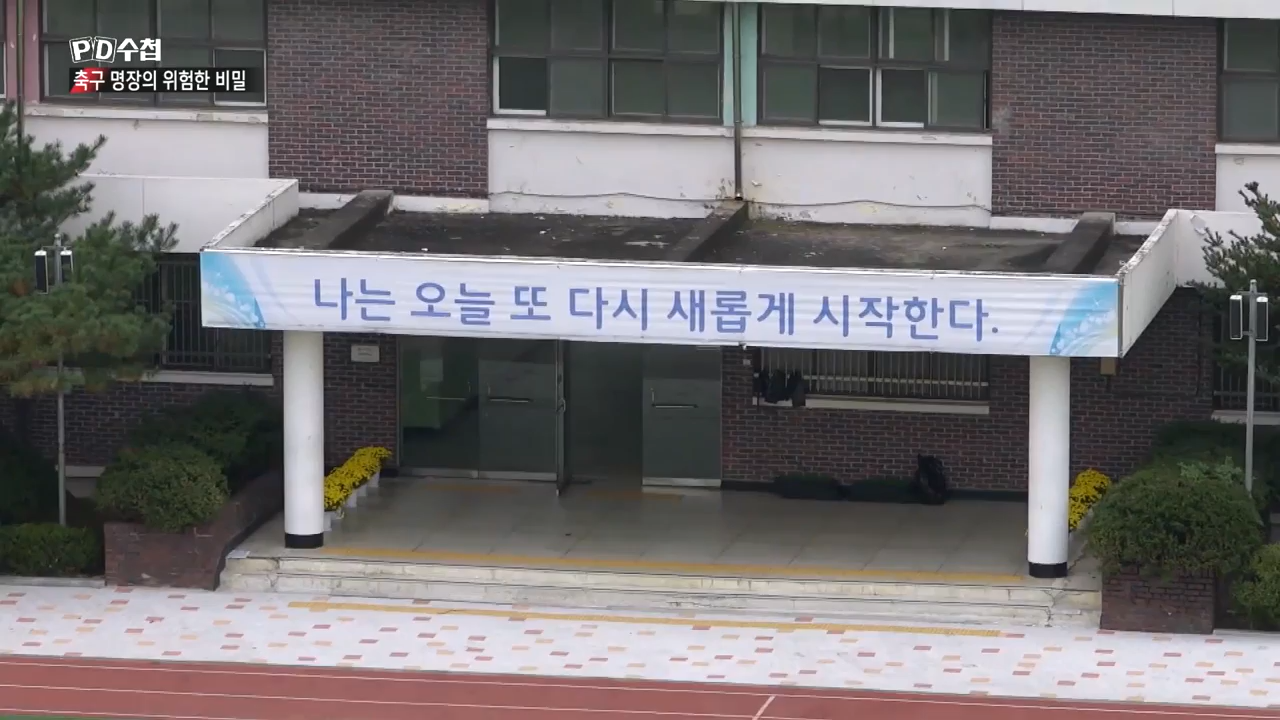 PD수첩
축구 명장의 위험한 비밀
나는 오늘 또 다시 새롭게 시작한다.